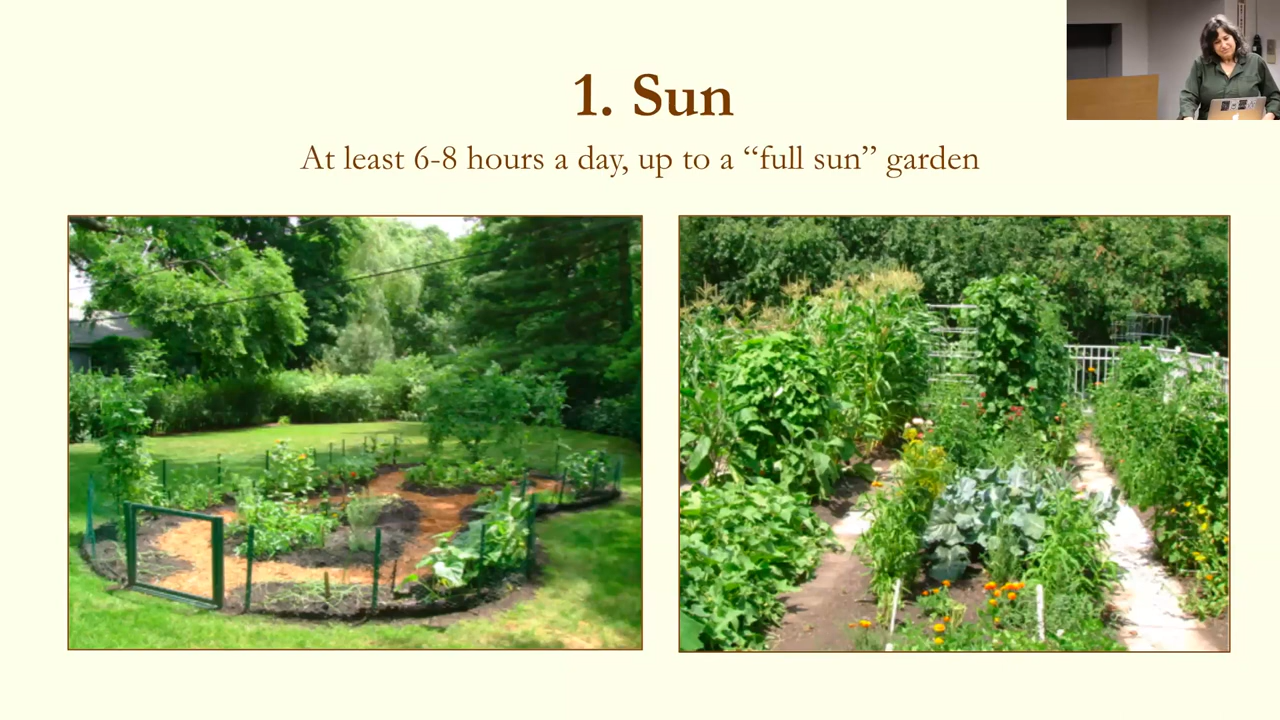 1. Sun
At least 6-8 hours a day, up to a “full sun” garden